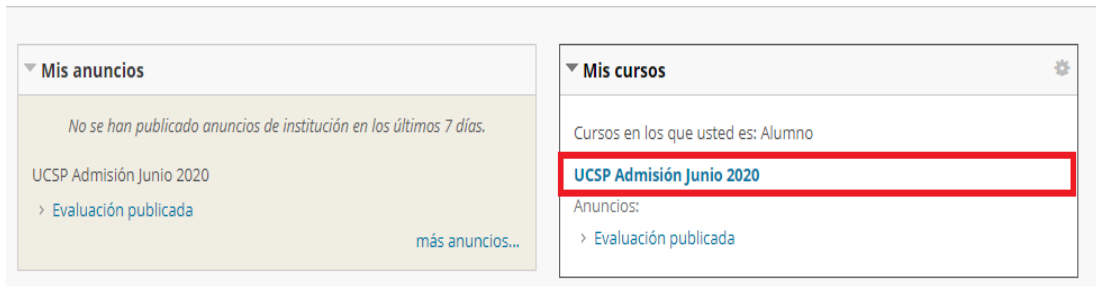 Mis anuncios
No se han publicado anuncios de institución en los últimos 7 días.
UCSP Admisión Junio 2020
> Evaluación publicada
más anuncios...
Mis cursos
Cursos en los que usted es: Alumno
UCSP Admisión Junio 2020
Anuncios:
> Evaluación publicada